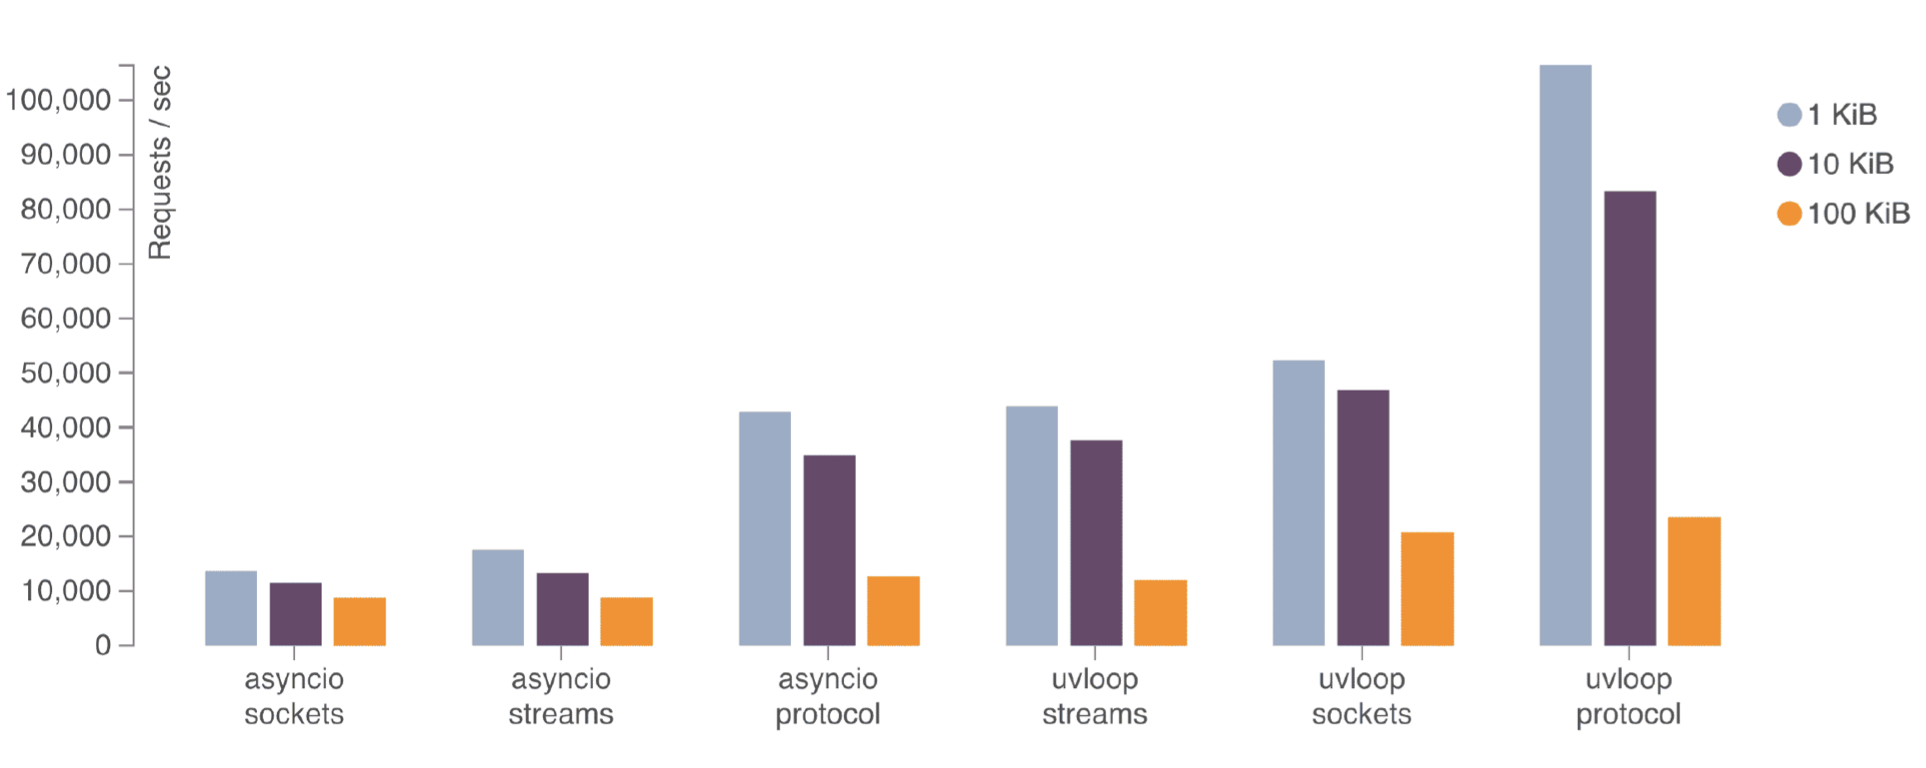 Requests / sec
100,000
90,000
80,000
70,000
60,000
50,000
40,000
30,000
20,000
10,000
0
1 KiB
10 KiB
100 KiB
asyncio
sockets
asyncio
streams
asyncio
protocol
uvloop
streams
uvloop
sockets
uvloop
protocol